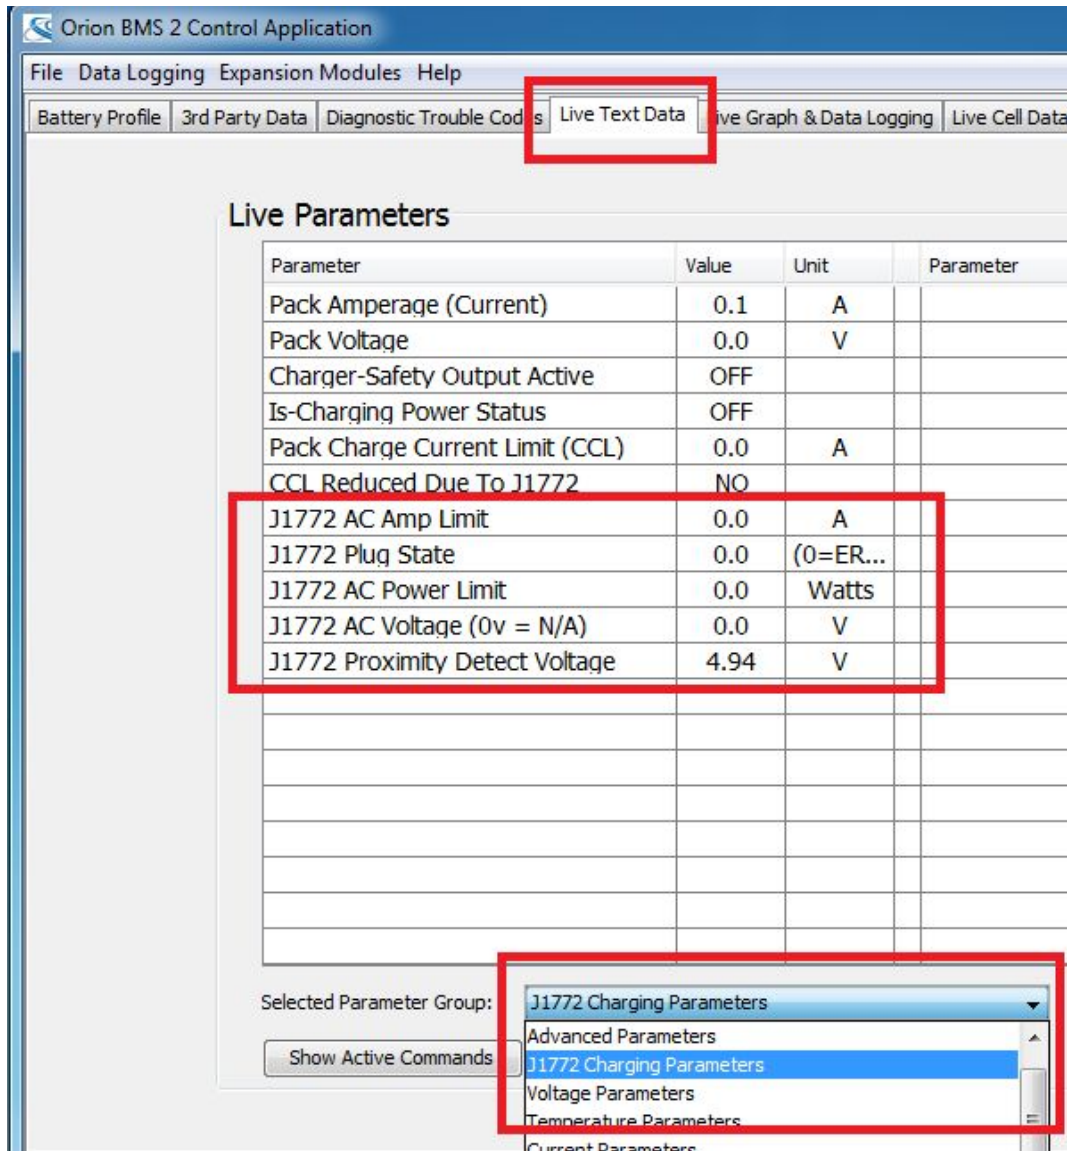 Orion BMS 2 Control Application
File Data Logging Expansion Modules Help
Battery Profile 3rd Party Data Diagnostic Trouble Codes Live Text Data Live Graph & Data Logging Live Cell Data
Live Parameters
Parameter Value Unit Parameter
Pack Amperage (Current) 0.1 A
Pack Voltage 0.0 V
Charger-Safety Output Active OFF
Is-Charging Power Status OFF
Pack Charge Current Limit (CCL) 0.0 A
CCL Reduced Due To J1772 NO
J1772 AC Amp Limit 0.0 A
J1772 Plug State 0.0 (0=ER...
J1772 AC Power Limit 0.0 Watts
J1772 AC Voltage (0v = N/A) 0.0 V
J1772 Proximity Detect Voltage 4.94 V
Selected Parameter Group: J1772 Charging Parameters
Advanced Parameters
Show Active Commands J1772 Charging Parameters
Voltage Parameters
Temperature Parameters
Current Parameters